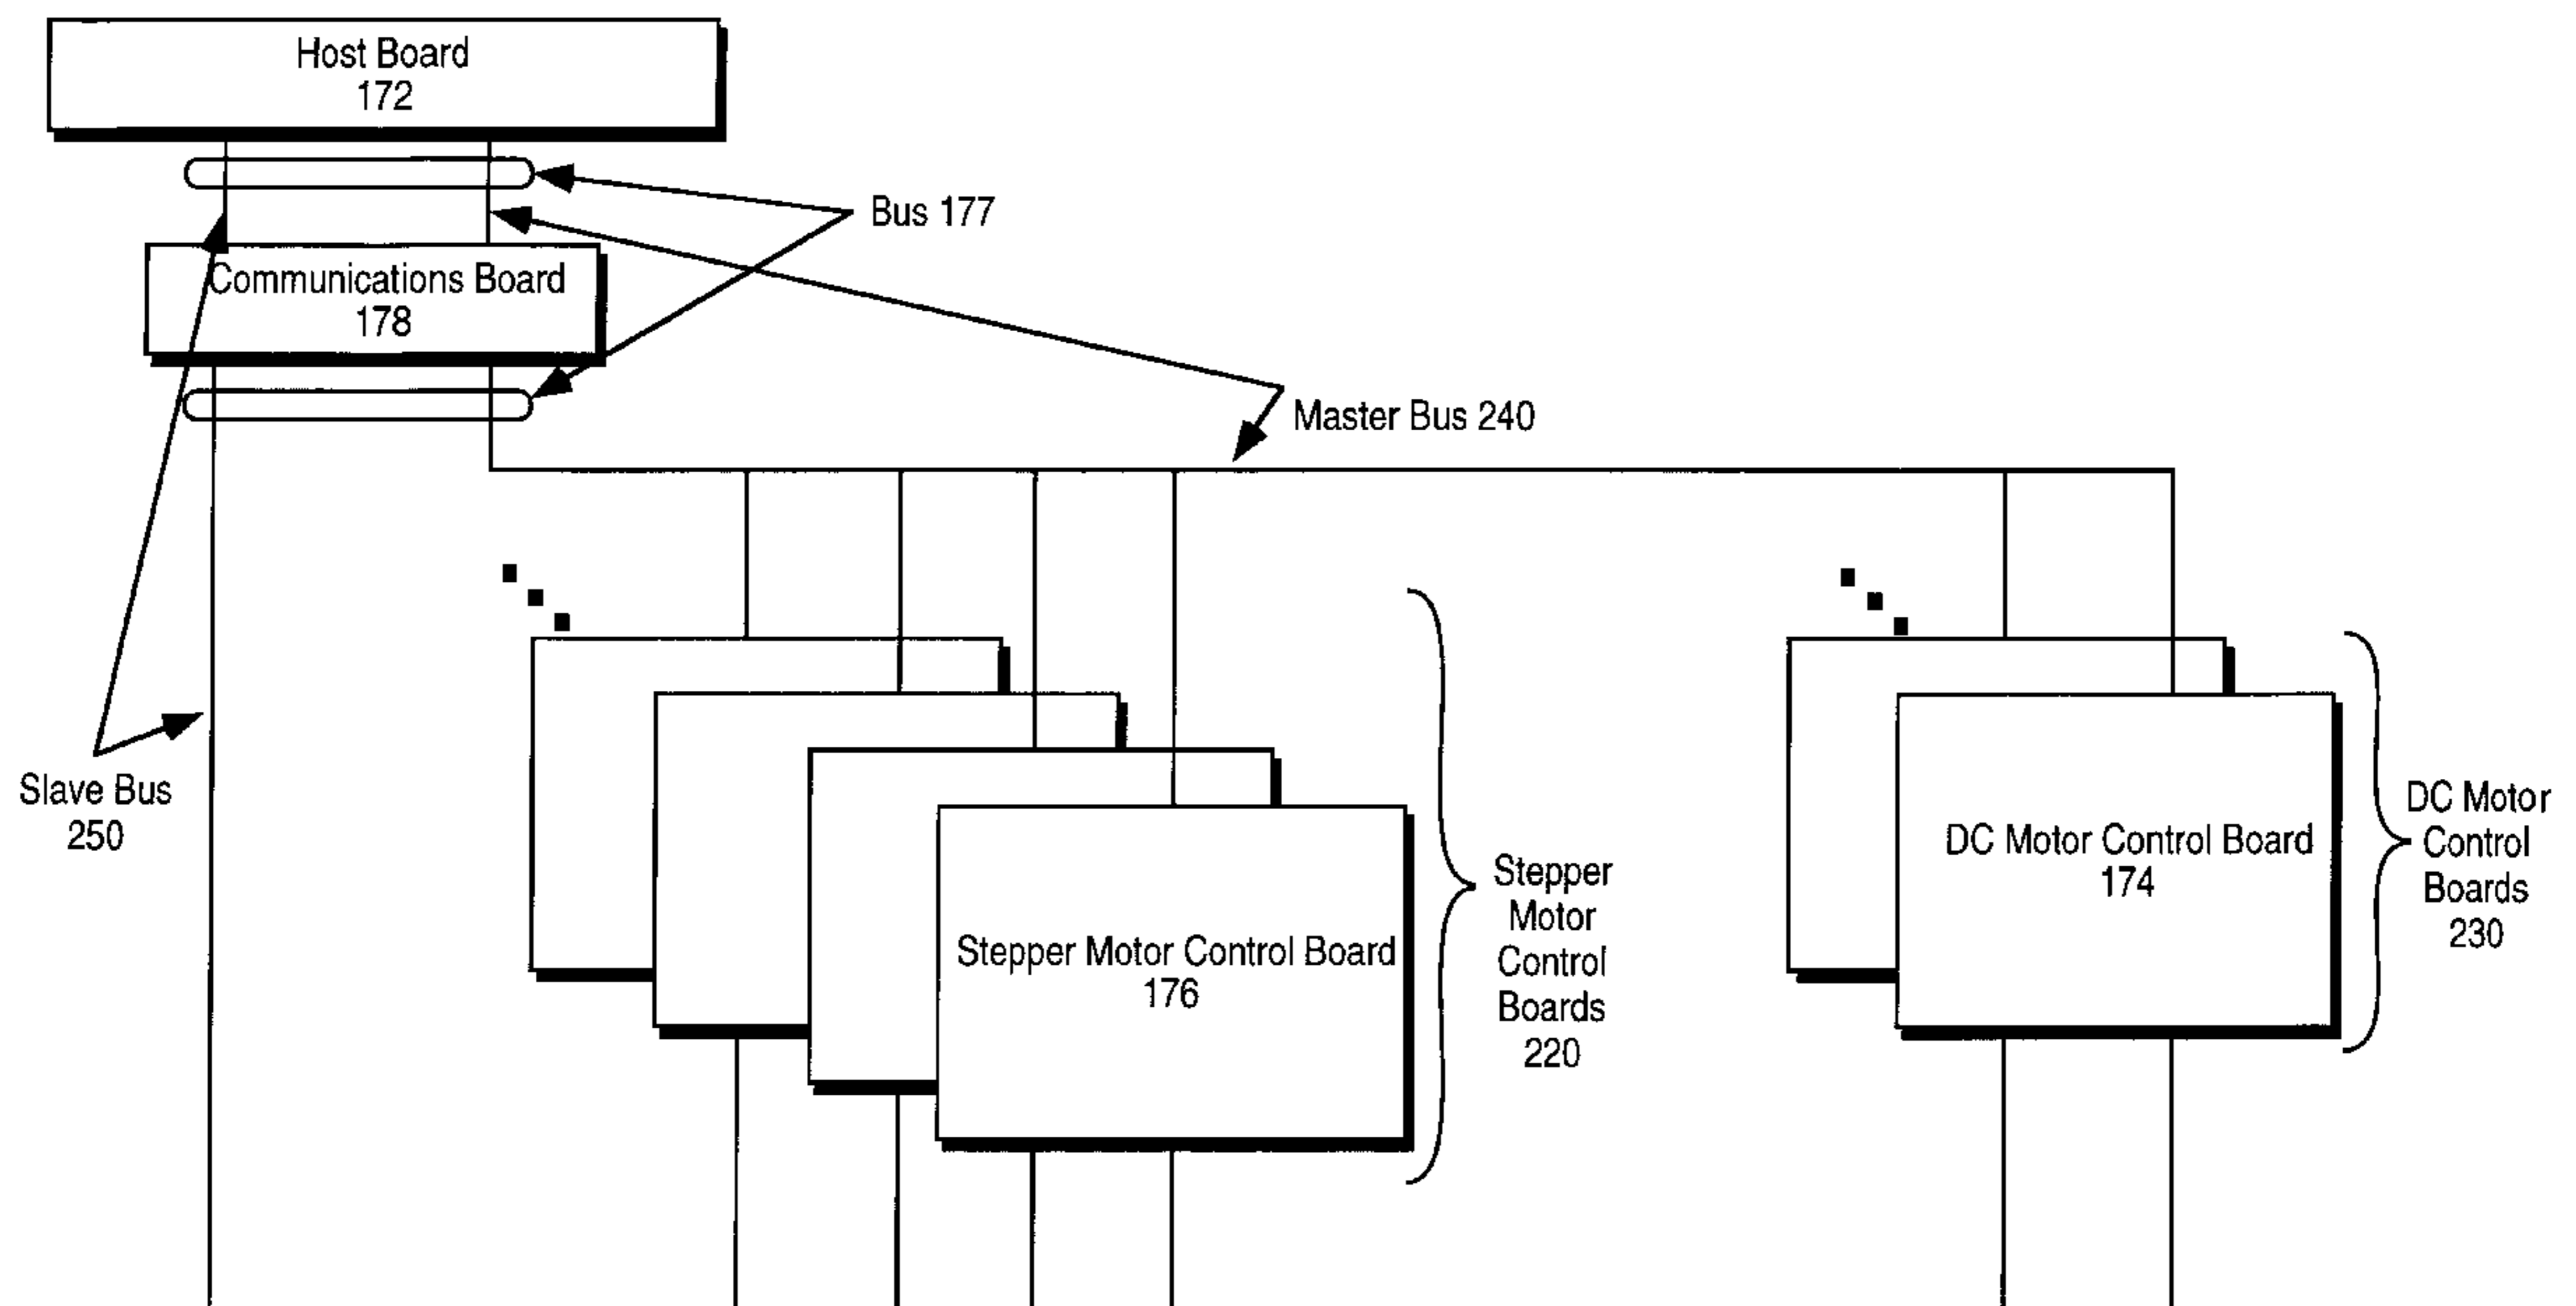 Host Board
172
Bus 177
Communications Board
178
Master Bus 240
Slave Bus
250
Stepper Motor Control Board
176
Stepper
Motor
Control
Boards
220
DC Motor Control Board
174
DC Motor
Control
Boards
230